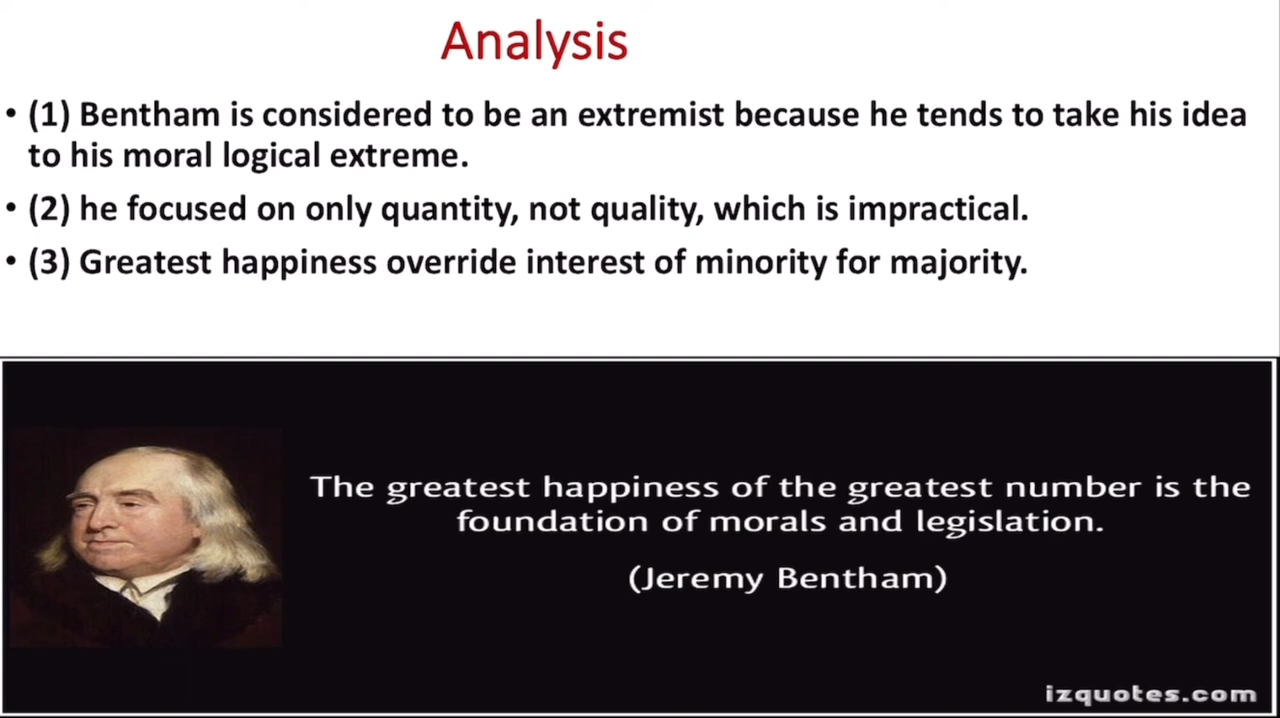 Analysis
• (1) Bentham is considered to be an extremist because he tends to take his idea
to his moral logical extreme.
• (2) he focused on only quantity, not quality, which is impractical.
• (3) Greatest happiness override interest of minority for majority.
The greatest happiness of the greatest number is the
foundation of morals and legislation.
(Jeremy Bentham)
izquotes.com